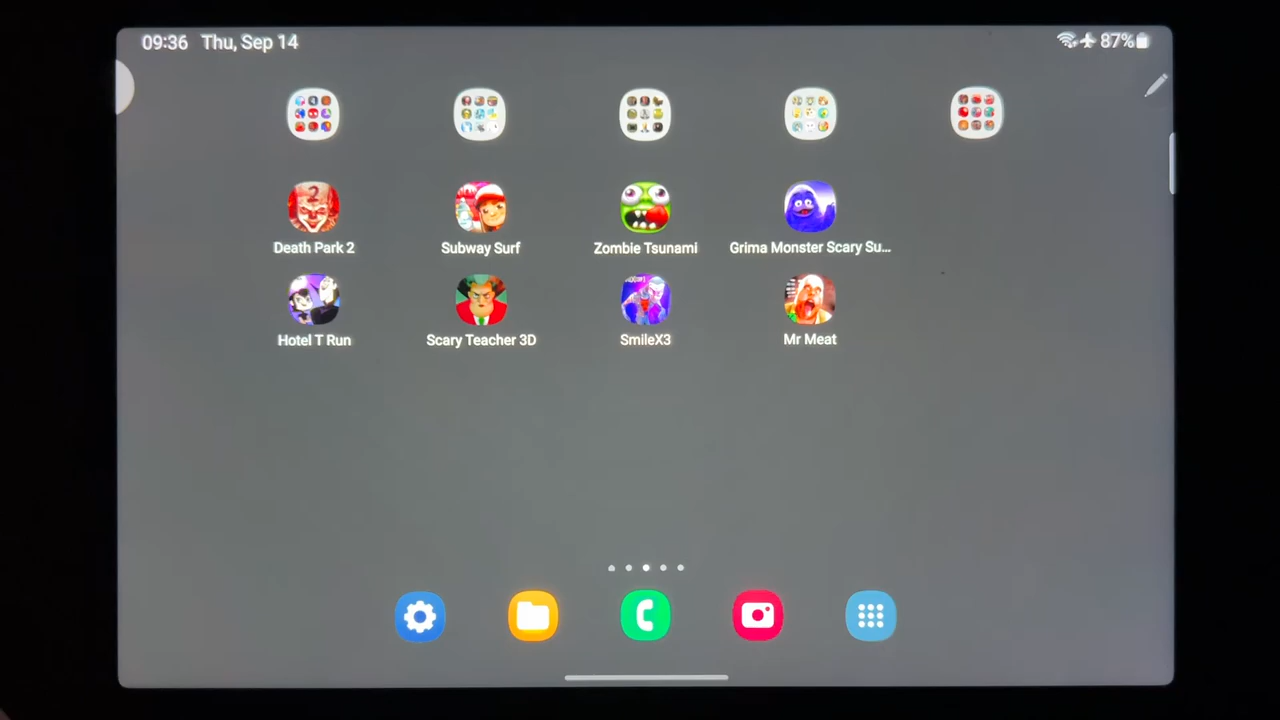 09:36 Thu, Sep 14
87%
2
Death Park 2
Subway Surf
Zombie Tsunami
Grima Monster Scary Su...
Hotel T Run
Scary Teacher 3D
SmileX3
Mr Meat